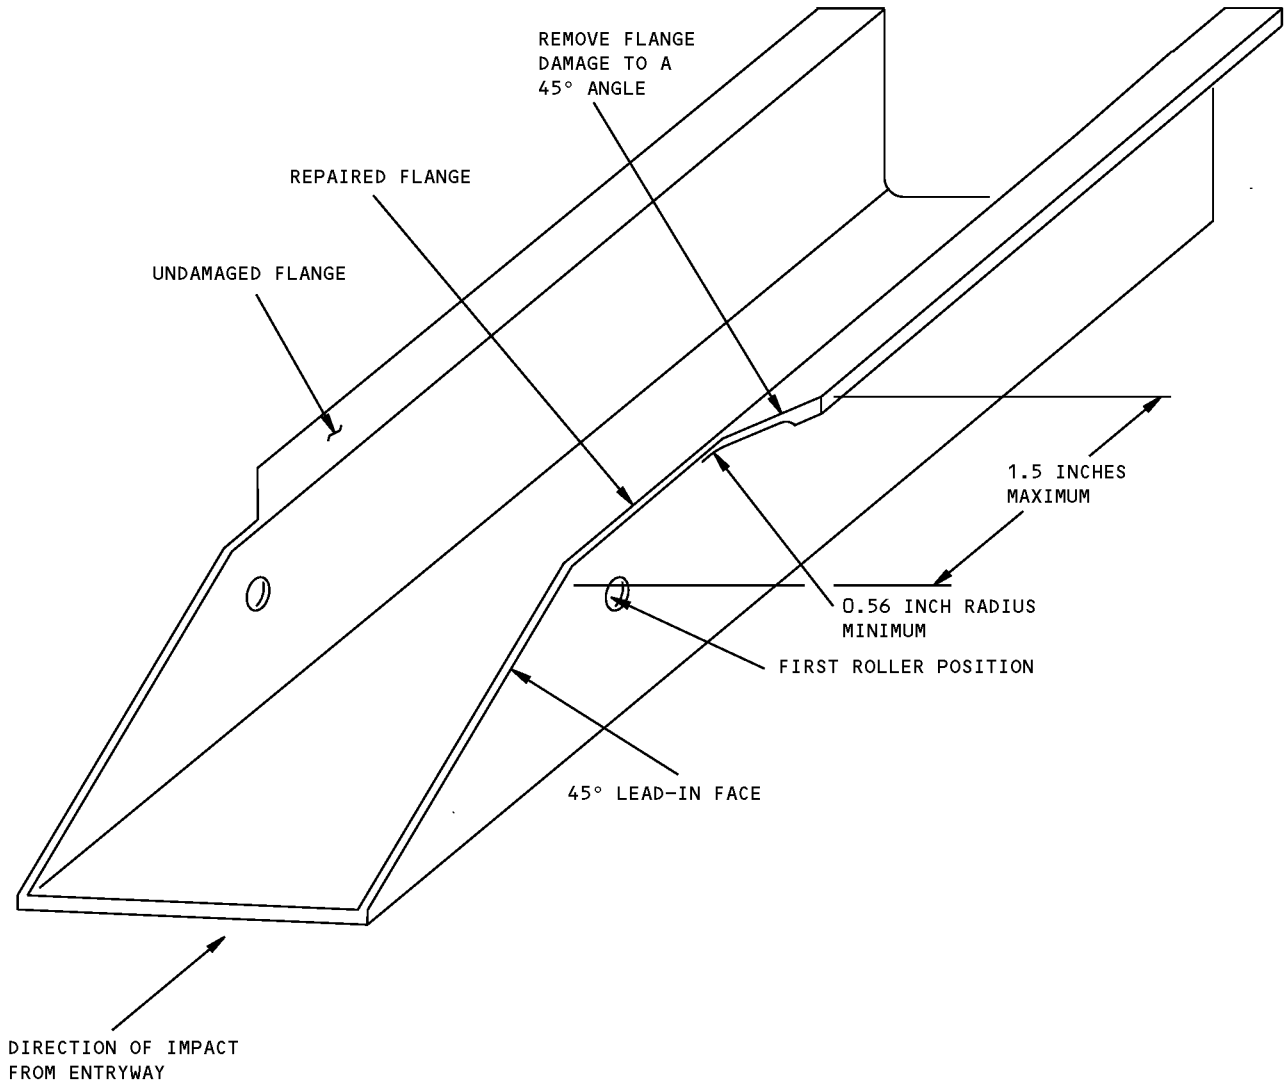 REMOVE FLANGE
DAMAGE TO A
45° ANGLE
REPAIRED FLANGE
UNDAMAGED FLANGE
1.5 INCHES
MAXIMUM
0.56 INCH RADIUS
MINIMUM
FIRST ROLLER POSITION
45° LEAD-IN FACE
DIRECTION OF IMPACT
FROM ENTRYWAY